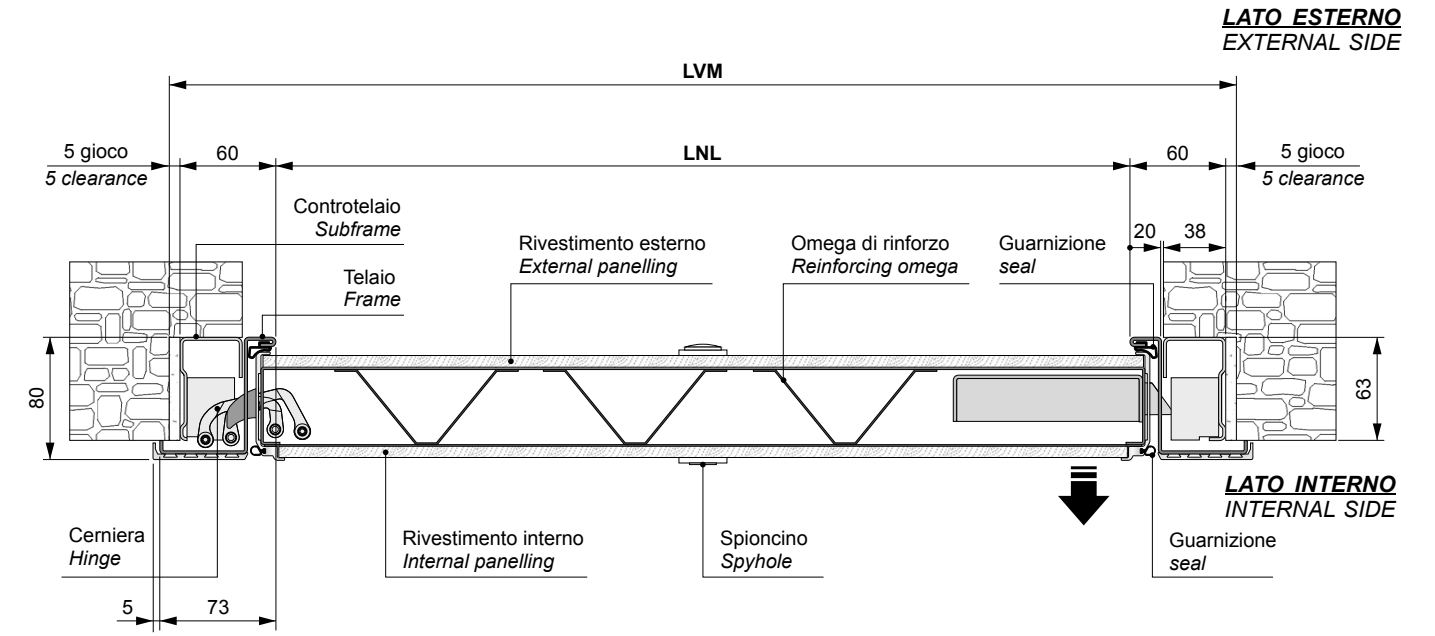 LATO ESTERNO
EXTERNAL SIDE
LVM
5 gioco
5 clearance
60
LNL
60
5 gioco
5 clearance
Controtelaio
Subframe
20
38
Rivestimento esterno
External panelling
Omega di rinforzo
Reinforcing omega
Guarnizione
seal
Telaio
Frame
80
63
LATO INTERNO
INTERNAL SIDE
Cerniera
Hinge
Rivestimento interno
Internal panelling
Spioncino
Spyhole
Guarnizione
seal
5
73